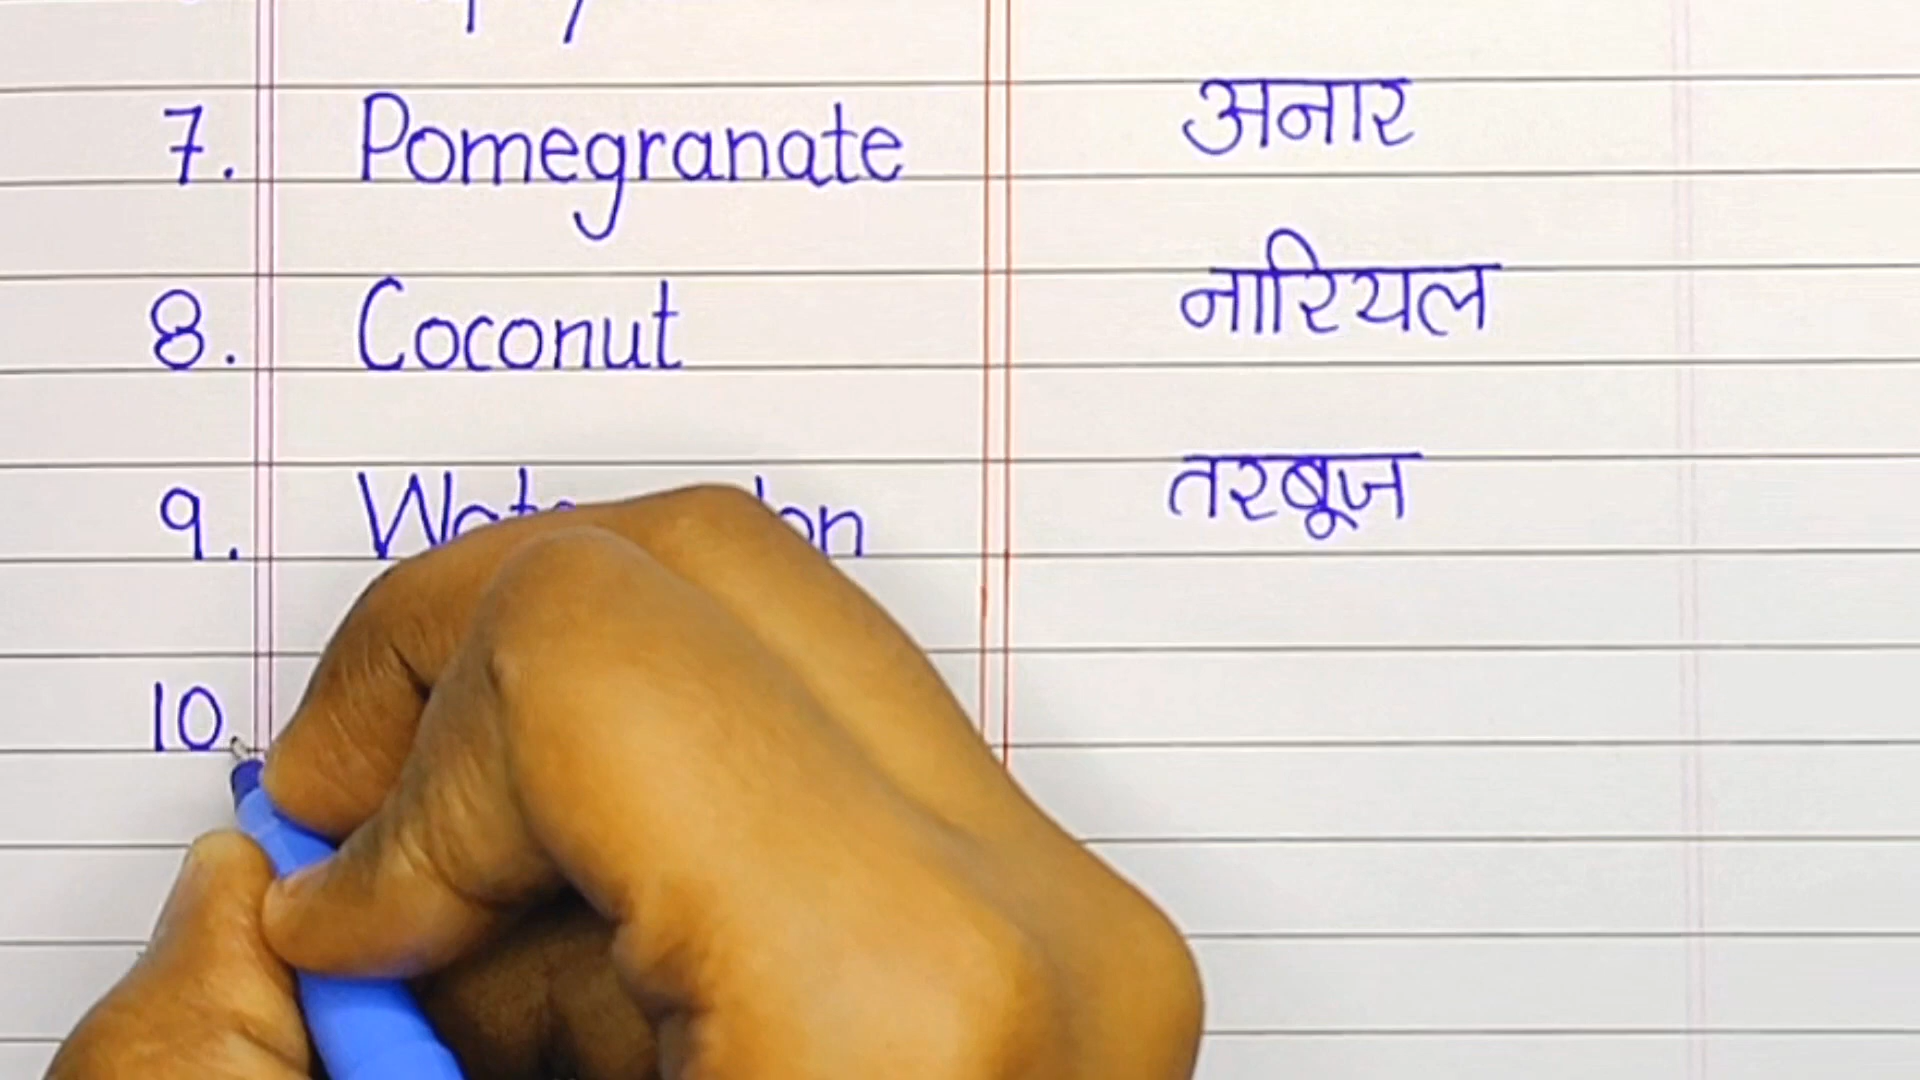 7. Pomegranate अनार
8. Coconut नारियल
9. तरबूज
10.